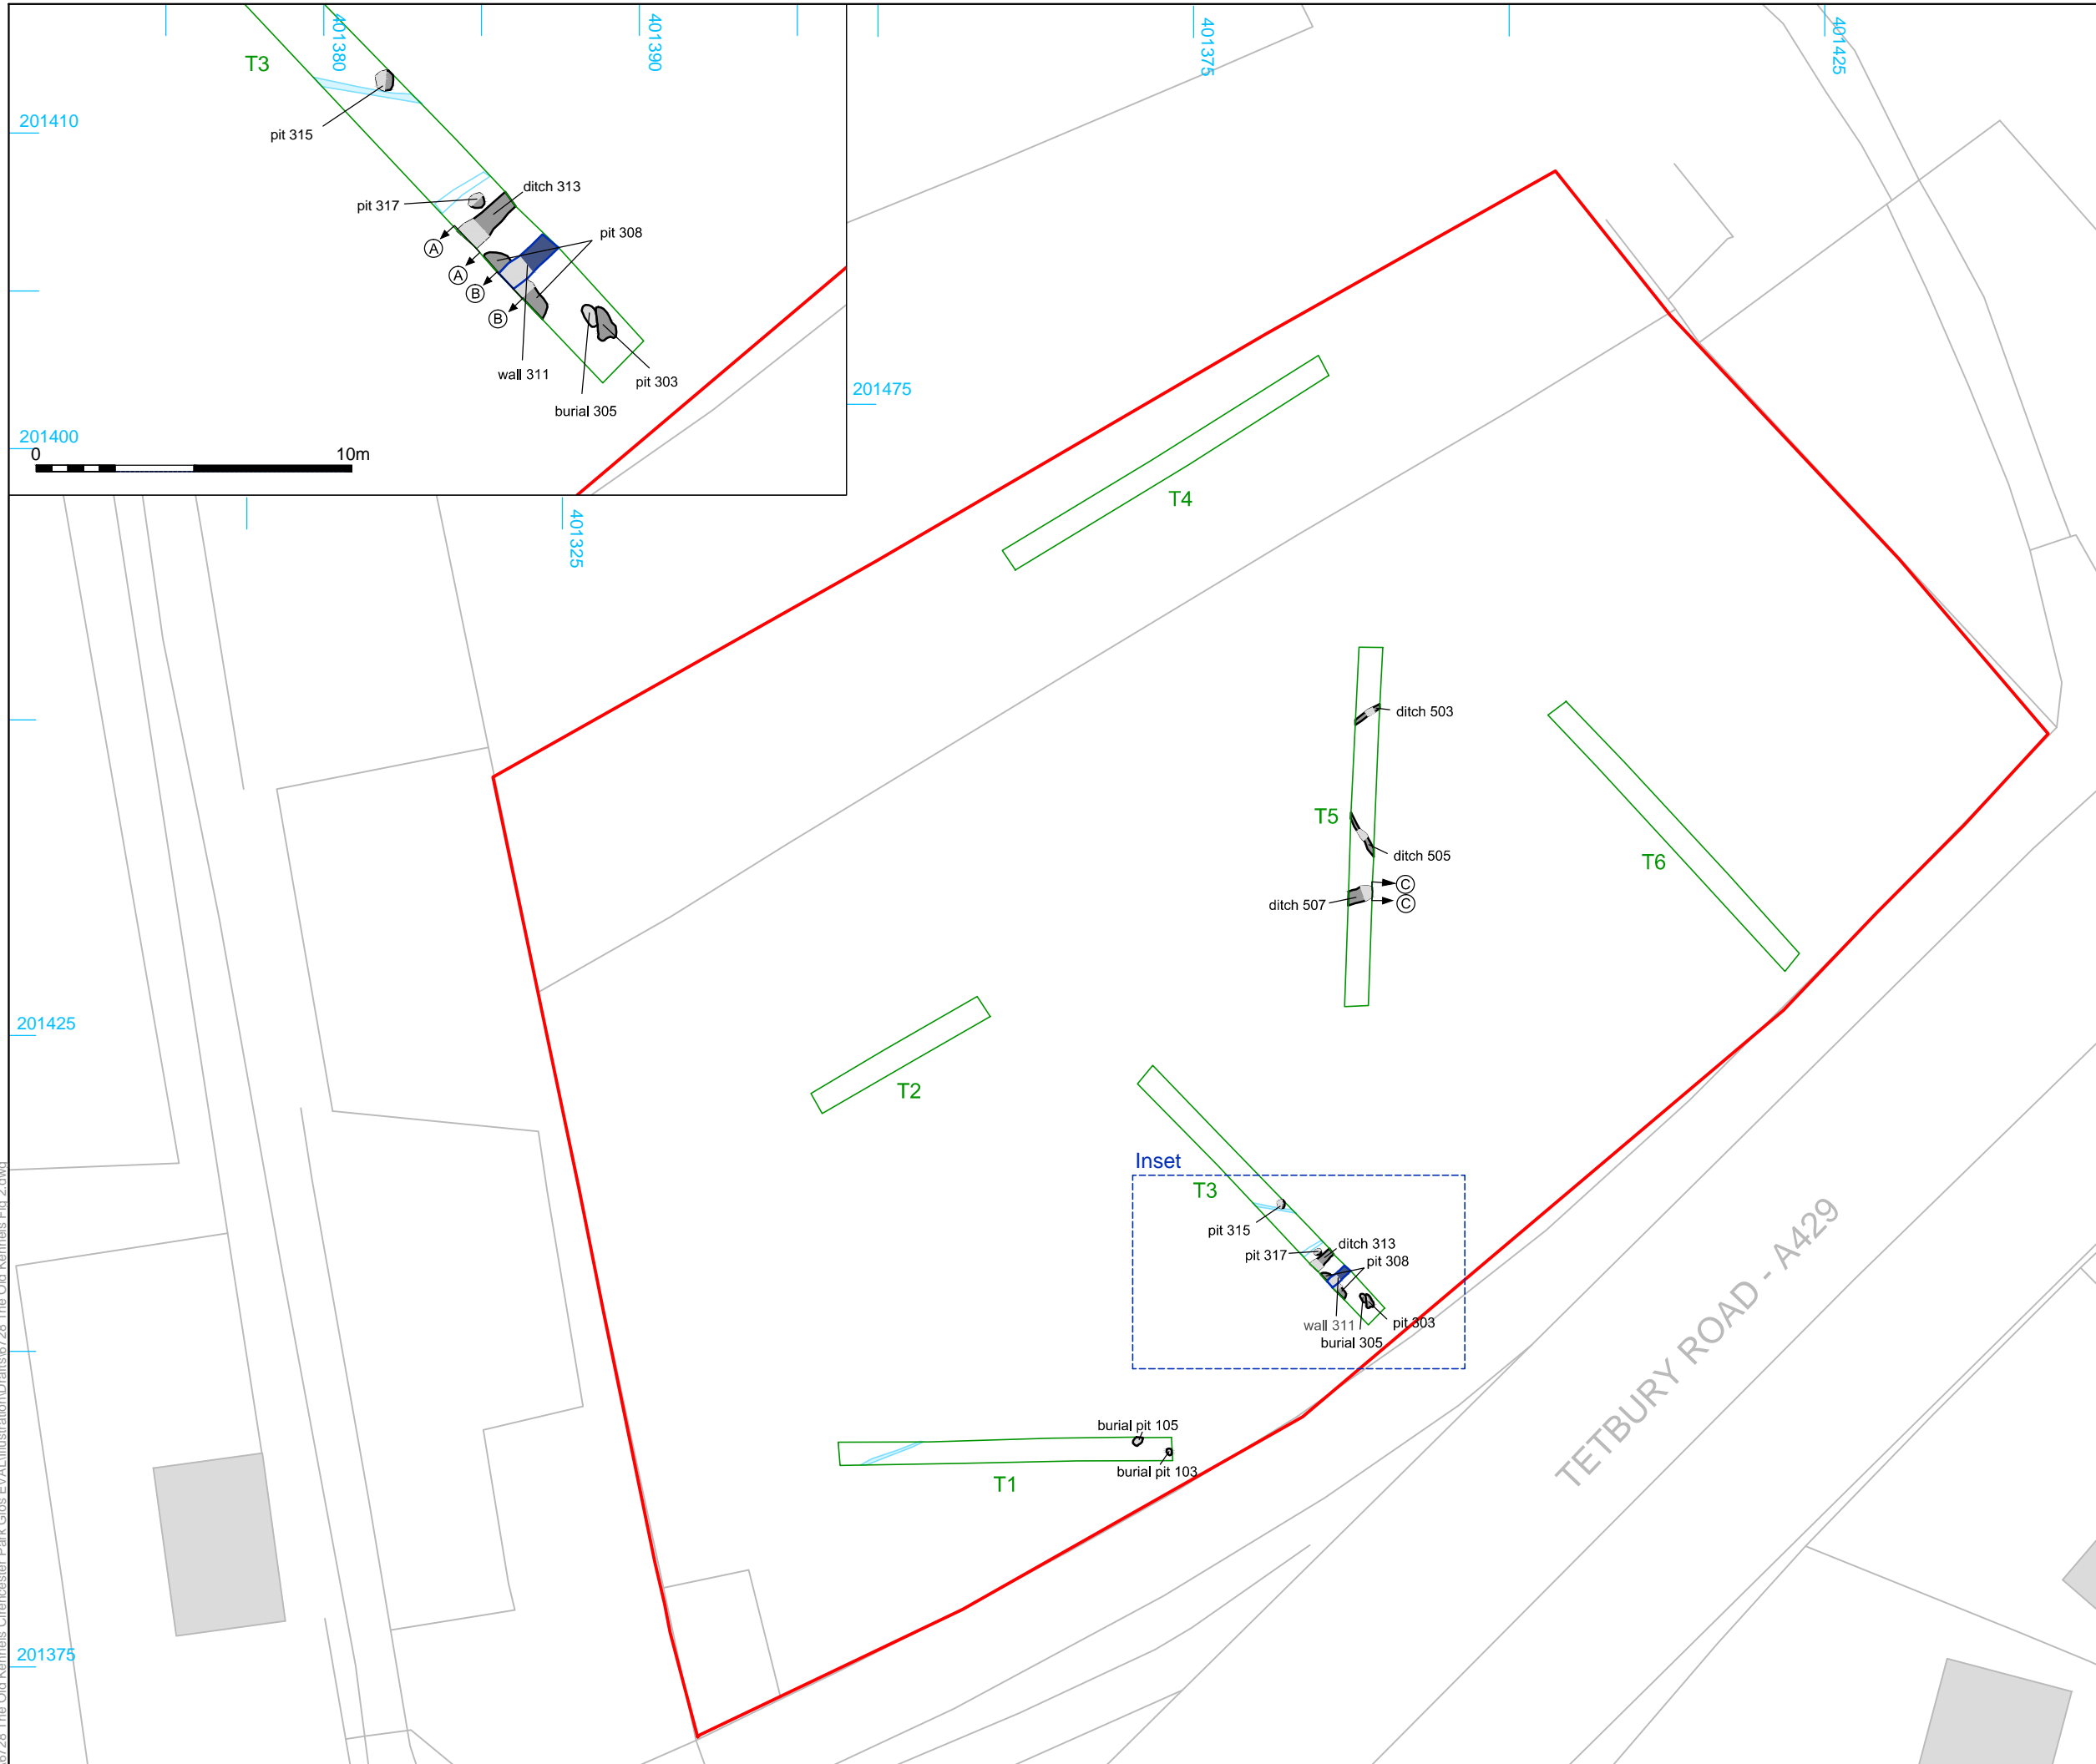 401380
401390
401375
401425
T3
201410
pit 315
ditch 313
pit 317
pit 308
A
A
B
B
wall 311
pit 303
burial 305
201400
0 10m
201475
401325
T4
ditch 503
T5
ditch 505
T6
C
ditch 507
C
201425
T2
Inset
T3
pit 315
ditch 313
pit 317
pit 308
wall 311
pit 303
burial 305
TETBURY ROAD - A429
burial pit 105
burial pit 103
T1
201375